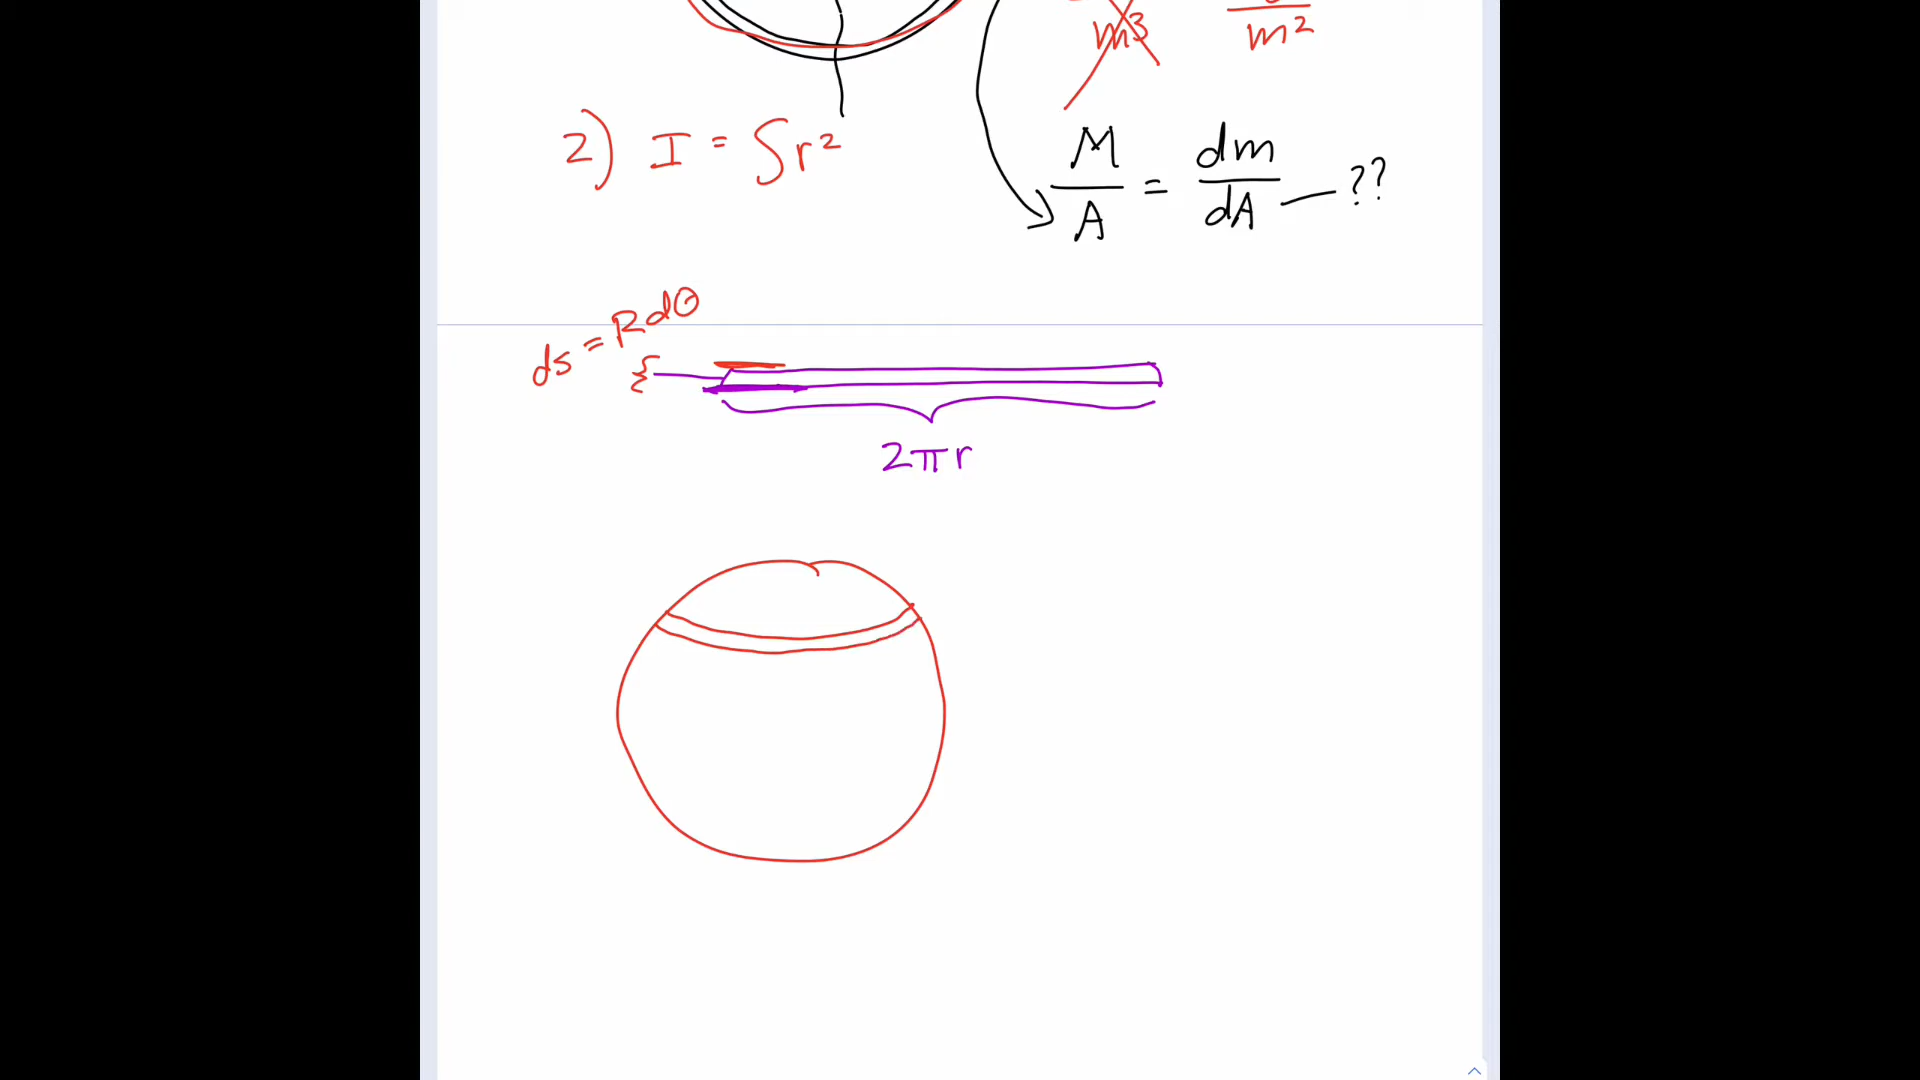 m³
m²
2) I = ∫r²
M/A = dm/dA — ??
ds = Rdθ
2πr